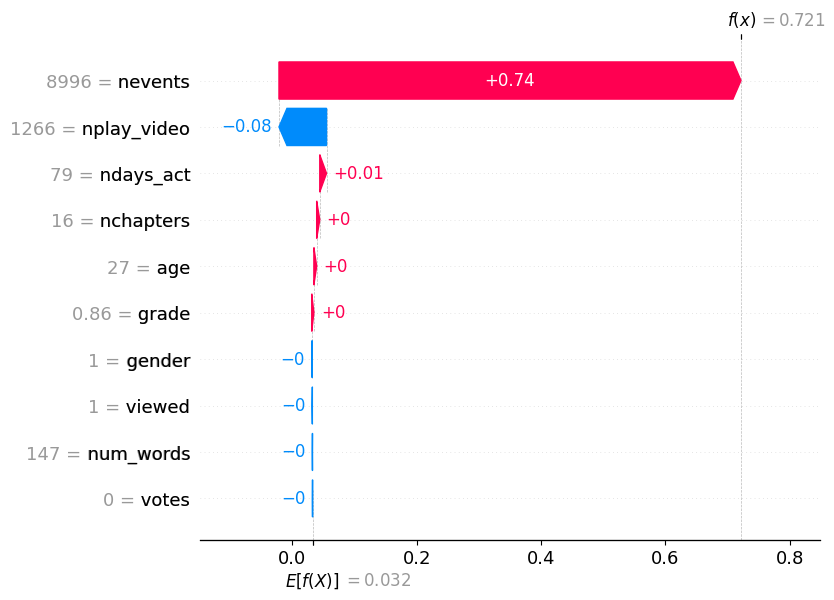 f(x) = 0.721
8996 = nevents
+0.74
1266 = nplay_video
−0.08
79 = ndays_act
+0.01
16 = nchapters
+0
27 = age
+0
0.86 = grade
+0
1 = gender
−0
1 = viewed
−0
147 = num_words
−0
0 = votes
−0
0.0 0.2 0.4 0.6 0.8
E[f(X)] = 0.032